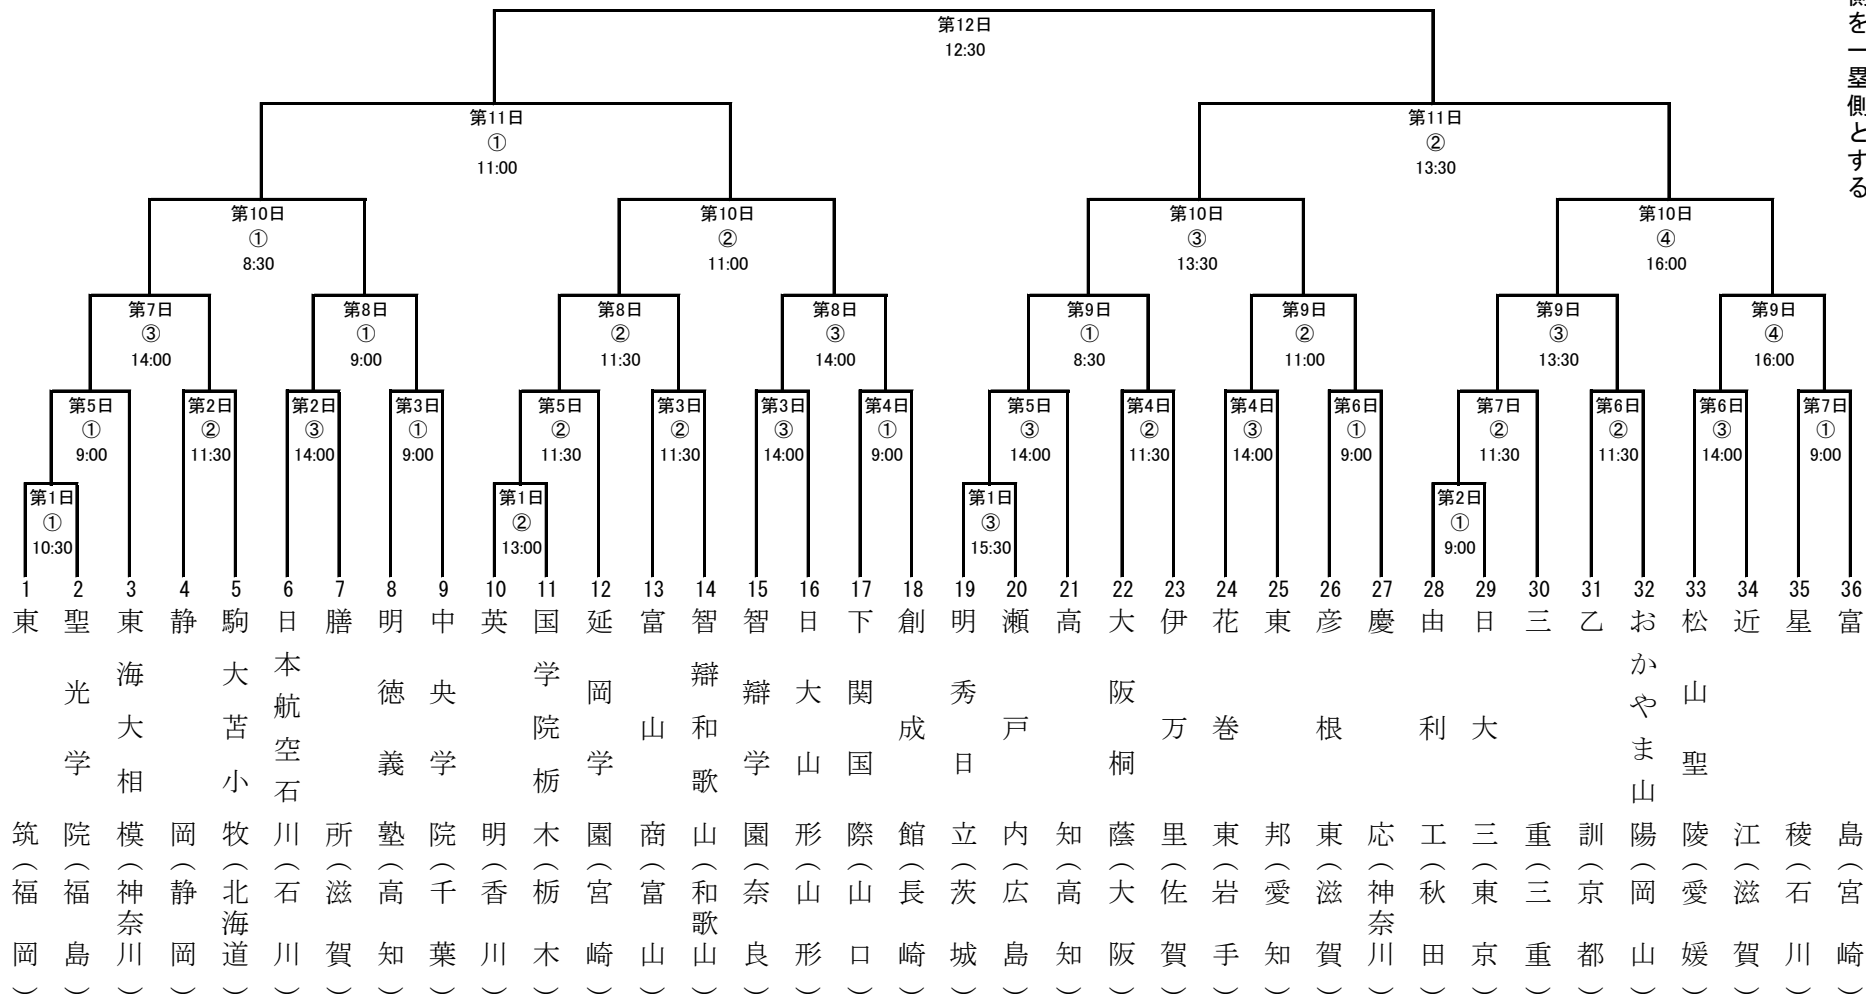 側を一塁側とする
第12日
12:30
第11日
①
11:00
第11日
②
13:30
第10日
①
8:30
第10日
②
11:00
第10日
③
13:30
第10日
④
16:00
第7日
③
14:00
第8日
①
9:00
第8日
②
11:30
第8日
③
14:00
第9日
①
8:30
第9日
②
11:00
第9日
③
13:30
第9日
④
16:00
第5日
①
9:00
第2日
②
11:30
第2日
③
14:00
第3日
①
9:00
第5日
②
11:30
第3日
②
11:30
第3日
③
14:00
第4日
①
9:00
第5日
③
14:00
第4日
②
11:30
第4日
③
14:00
第6日
①
9:00
第7日
②
11:30
第6日
②
11:30
第6日
③
14:00
第7日
①
9:00
第1日
①
10:30
第1日
②
13:00
第1日
③
15:30
第2日
①
9:00
1
東筑（福岡）
2
聖光学院（福島）
3
東海大相模（神奈川）
4
静岡（静岡）
5
駒大苫小牧（北海道）
6
日本航空石川（石川）
7
膳所（滋賀）
8
明徳義塾（高知）
9
中央学院（千葉）
10
英明（香川）
11
国学院栃木（栃木）
12
延岡学園（宮崎）
13
富山商（富山）
14
智辯和歌山（和歌山）
15
智辯学園（奈良）
16
日大山形（山形）
17
下関国際（山口）
18
創成館（長崎）
19
明秀日立（茨城）
20
瀬戸内（広島）
21
高知（高知）
22
大阪桐蔭（大阪）
23
伊万里（佐賀）
24
花巻東（岩手）
25
東邦（愛知）
26
彦根東（滋賀）
27
慶応（神奈川）
28
由利工（秋田）
29
日大三（東京）
30
三重（三重）
31
乙訓（京都）
32
おかやま山陽（岡山）
33
松山聖陵（愛媛）
34
近江（滋賀）
35
星稜（石川）
36
富島（宮崎）